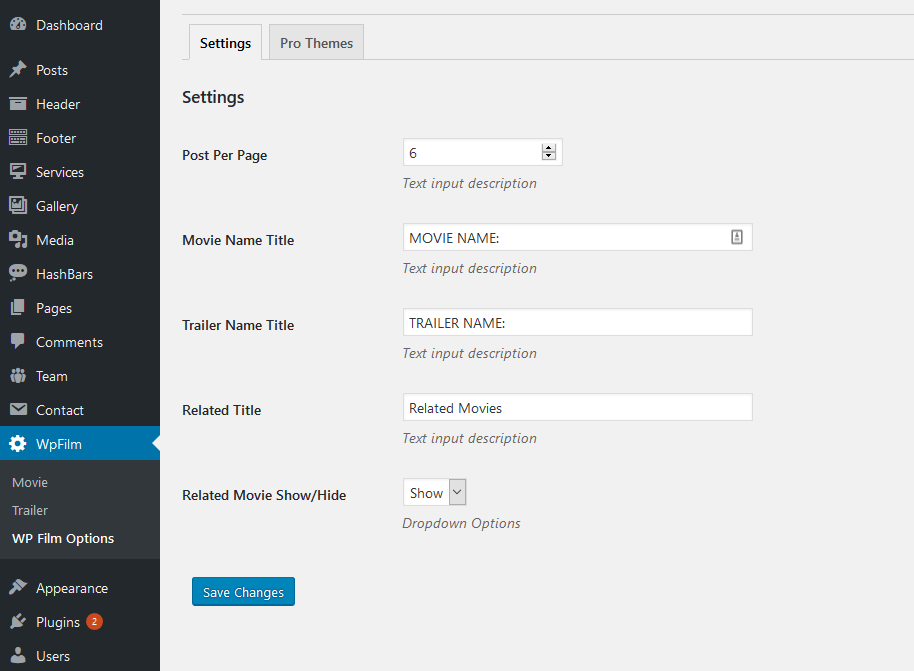 Dashboard
Posts
Header
Footer
Services
Gallery
Media
HashBars
Pages
Comments
Team
Contact
WpFilm
Movie
Trailer
WP Film Options
Appearance
Plugins 2
Users
Settings Pro Themes
Settings
Post Per Page 6
Text input description
Movie Name Title MOVIE NAME:
Text input description
Trailer Name Title TRAILER NAME:
Text input description
Related Title Related Movies
Text input description
Related Movie Show/Hide Show
Dropdown Options
Save Changes